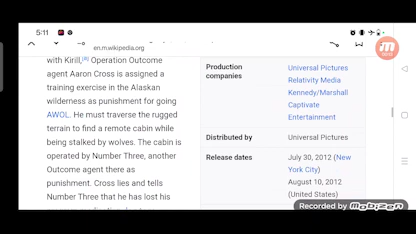 5:11
en.m.wikipedia.org
with Kirill,[8] Operation Outcome
agent Aaron Cross is assigned a
training exercise in the Alaskan
wilderness as punishment for going
AWOL. He must traverse the rugged
terrain to find a remote cabin while
being stalked by wolves. The cabin is
operated by Number Three, another
Outcome agent there as
punishment. Cross lies and tells
Number Three that he has lost his
Production
companies
Universal Pictures
Relativity Media
Kennedy/Marshall
Captivate
Entertainment
Distributed by
Universal Pictures
Release dates
July 30, 2012 (New
York City)
August 10, 2012
(United States)
Recorded by Mobizen